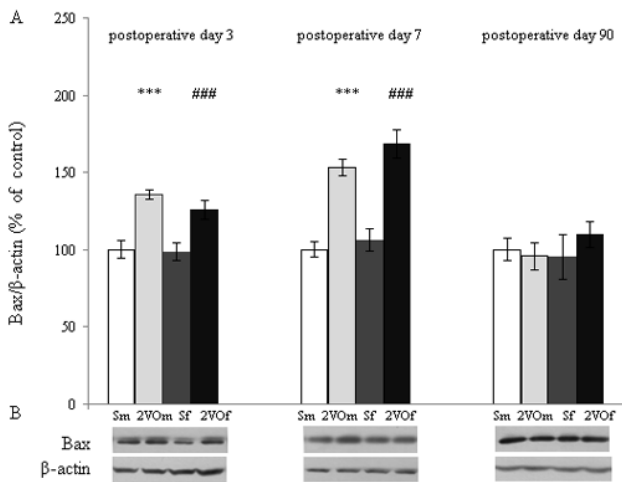 A
postoperative day 3 postoperative day 7 postoperative day 90
250
200
150
100
50
0
Bax/β-actin (% of control)
*** ### *** ###
Sm 2VOm Sf 2VOf Sm 2VOm Sf 2VOf Sm 2VOm Sf 2VOf
B
Bax
β-actin